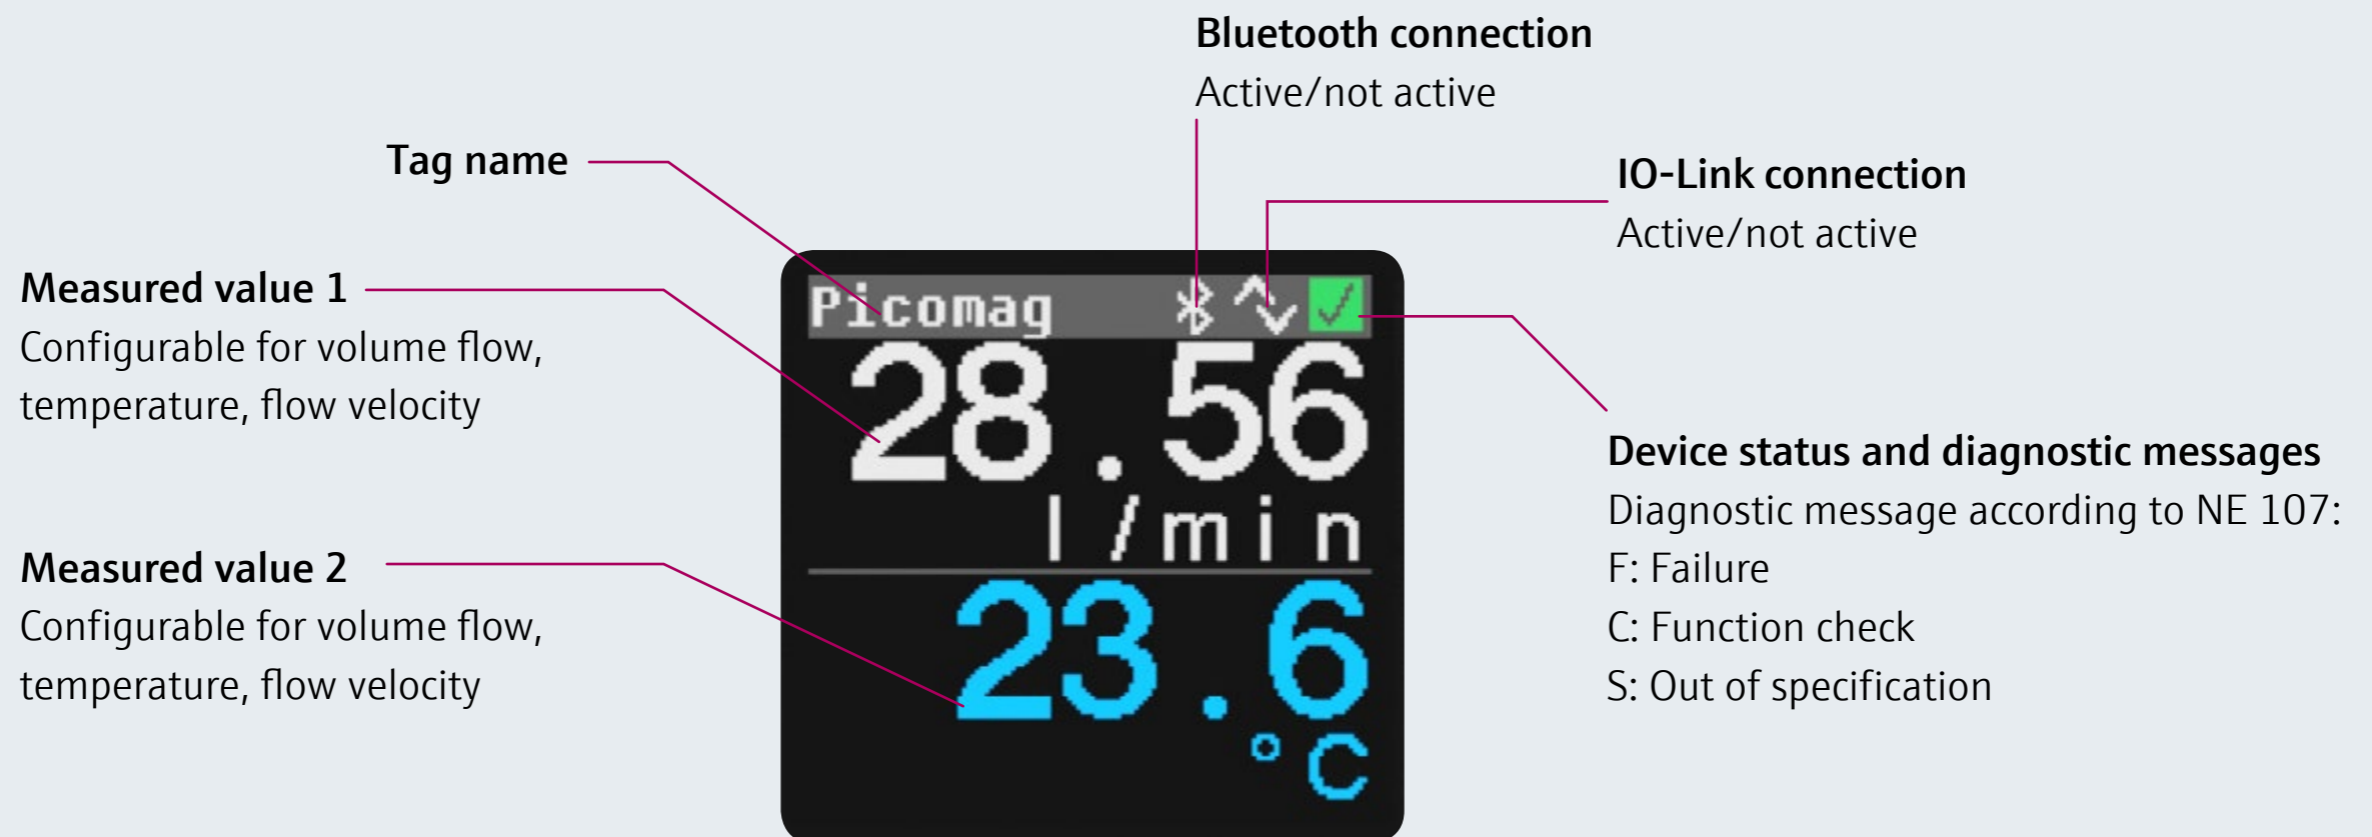 Bluetooth connection
Active/not active
Tag name
IO-Link connection
Active/not active
Measured value 1
Configurable for volume flow,
temperature, flow velocity
Picomag
28.56
l/min
23.6
°C
Measured value 2
Configurable for volume flow,
temperature, flow velocity
Device status and diagnostic messages
Diagnostic message according to NE 107:
F: Failure
C: Function check
S: Out of specification